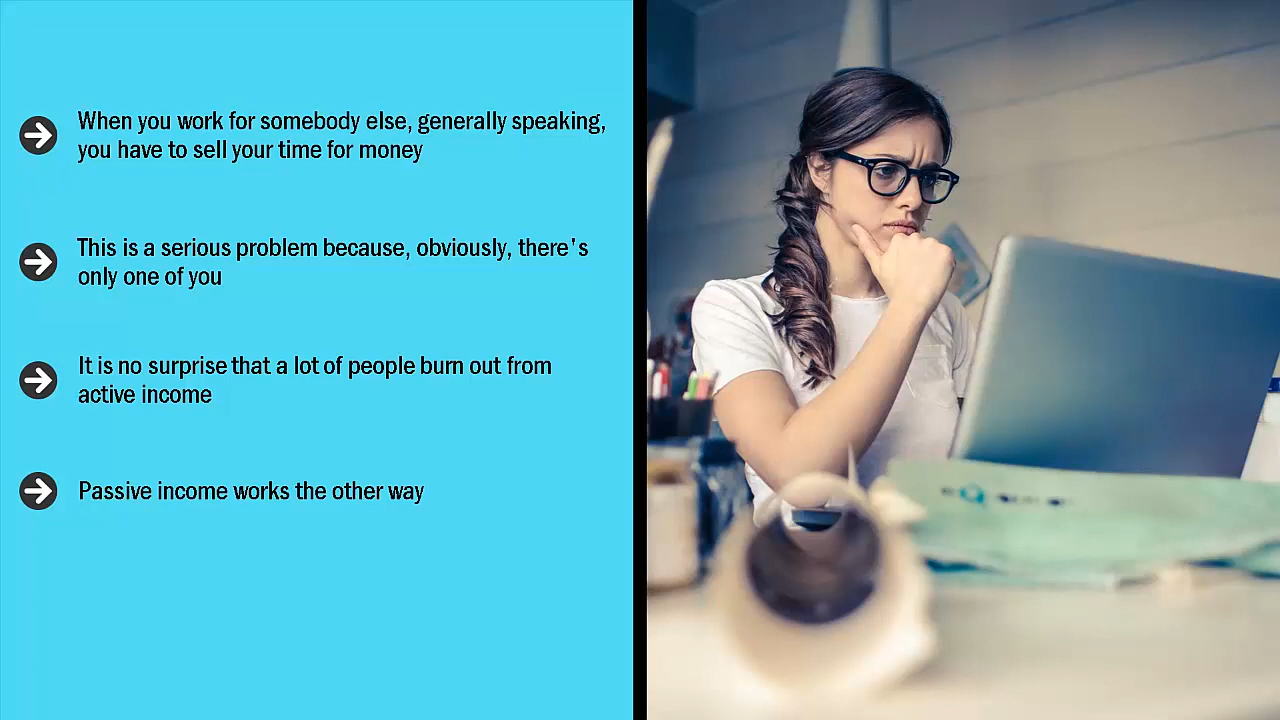 When you work for somebody else, generally speaking,
you have to sell your time for money
This is a serious problem because, obviously, there's
only one of you
It is no surprise that a lot of people burn out from
active income
Passive income works the other way